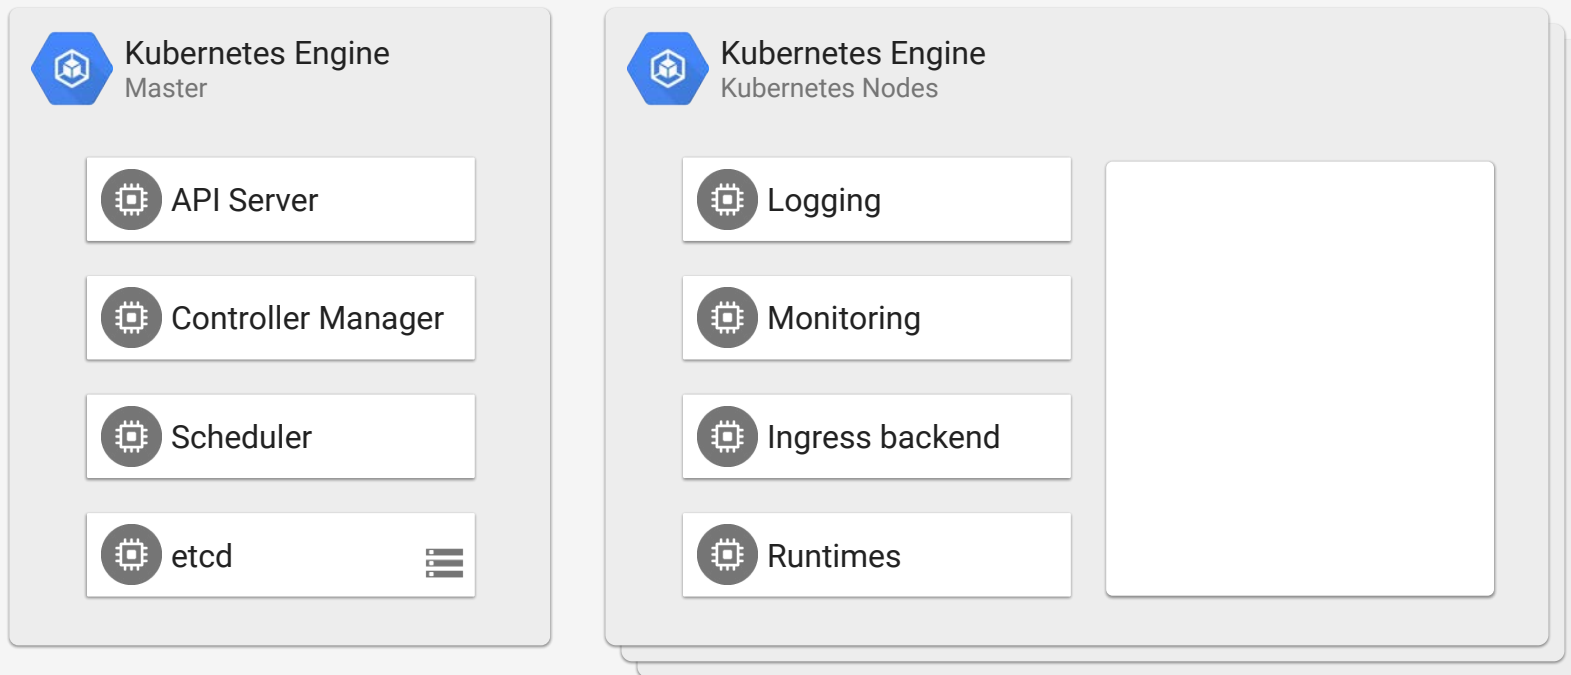 Kubernetes Engine
Master
API Server
Controller Manager
Scheduler
etcd
Kubernetes Engine
Kubernetes Nodes
Logging
Monitoring
Ingress backend
Runtimes